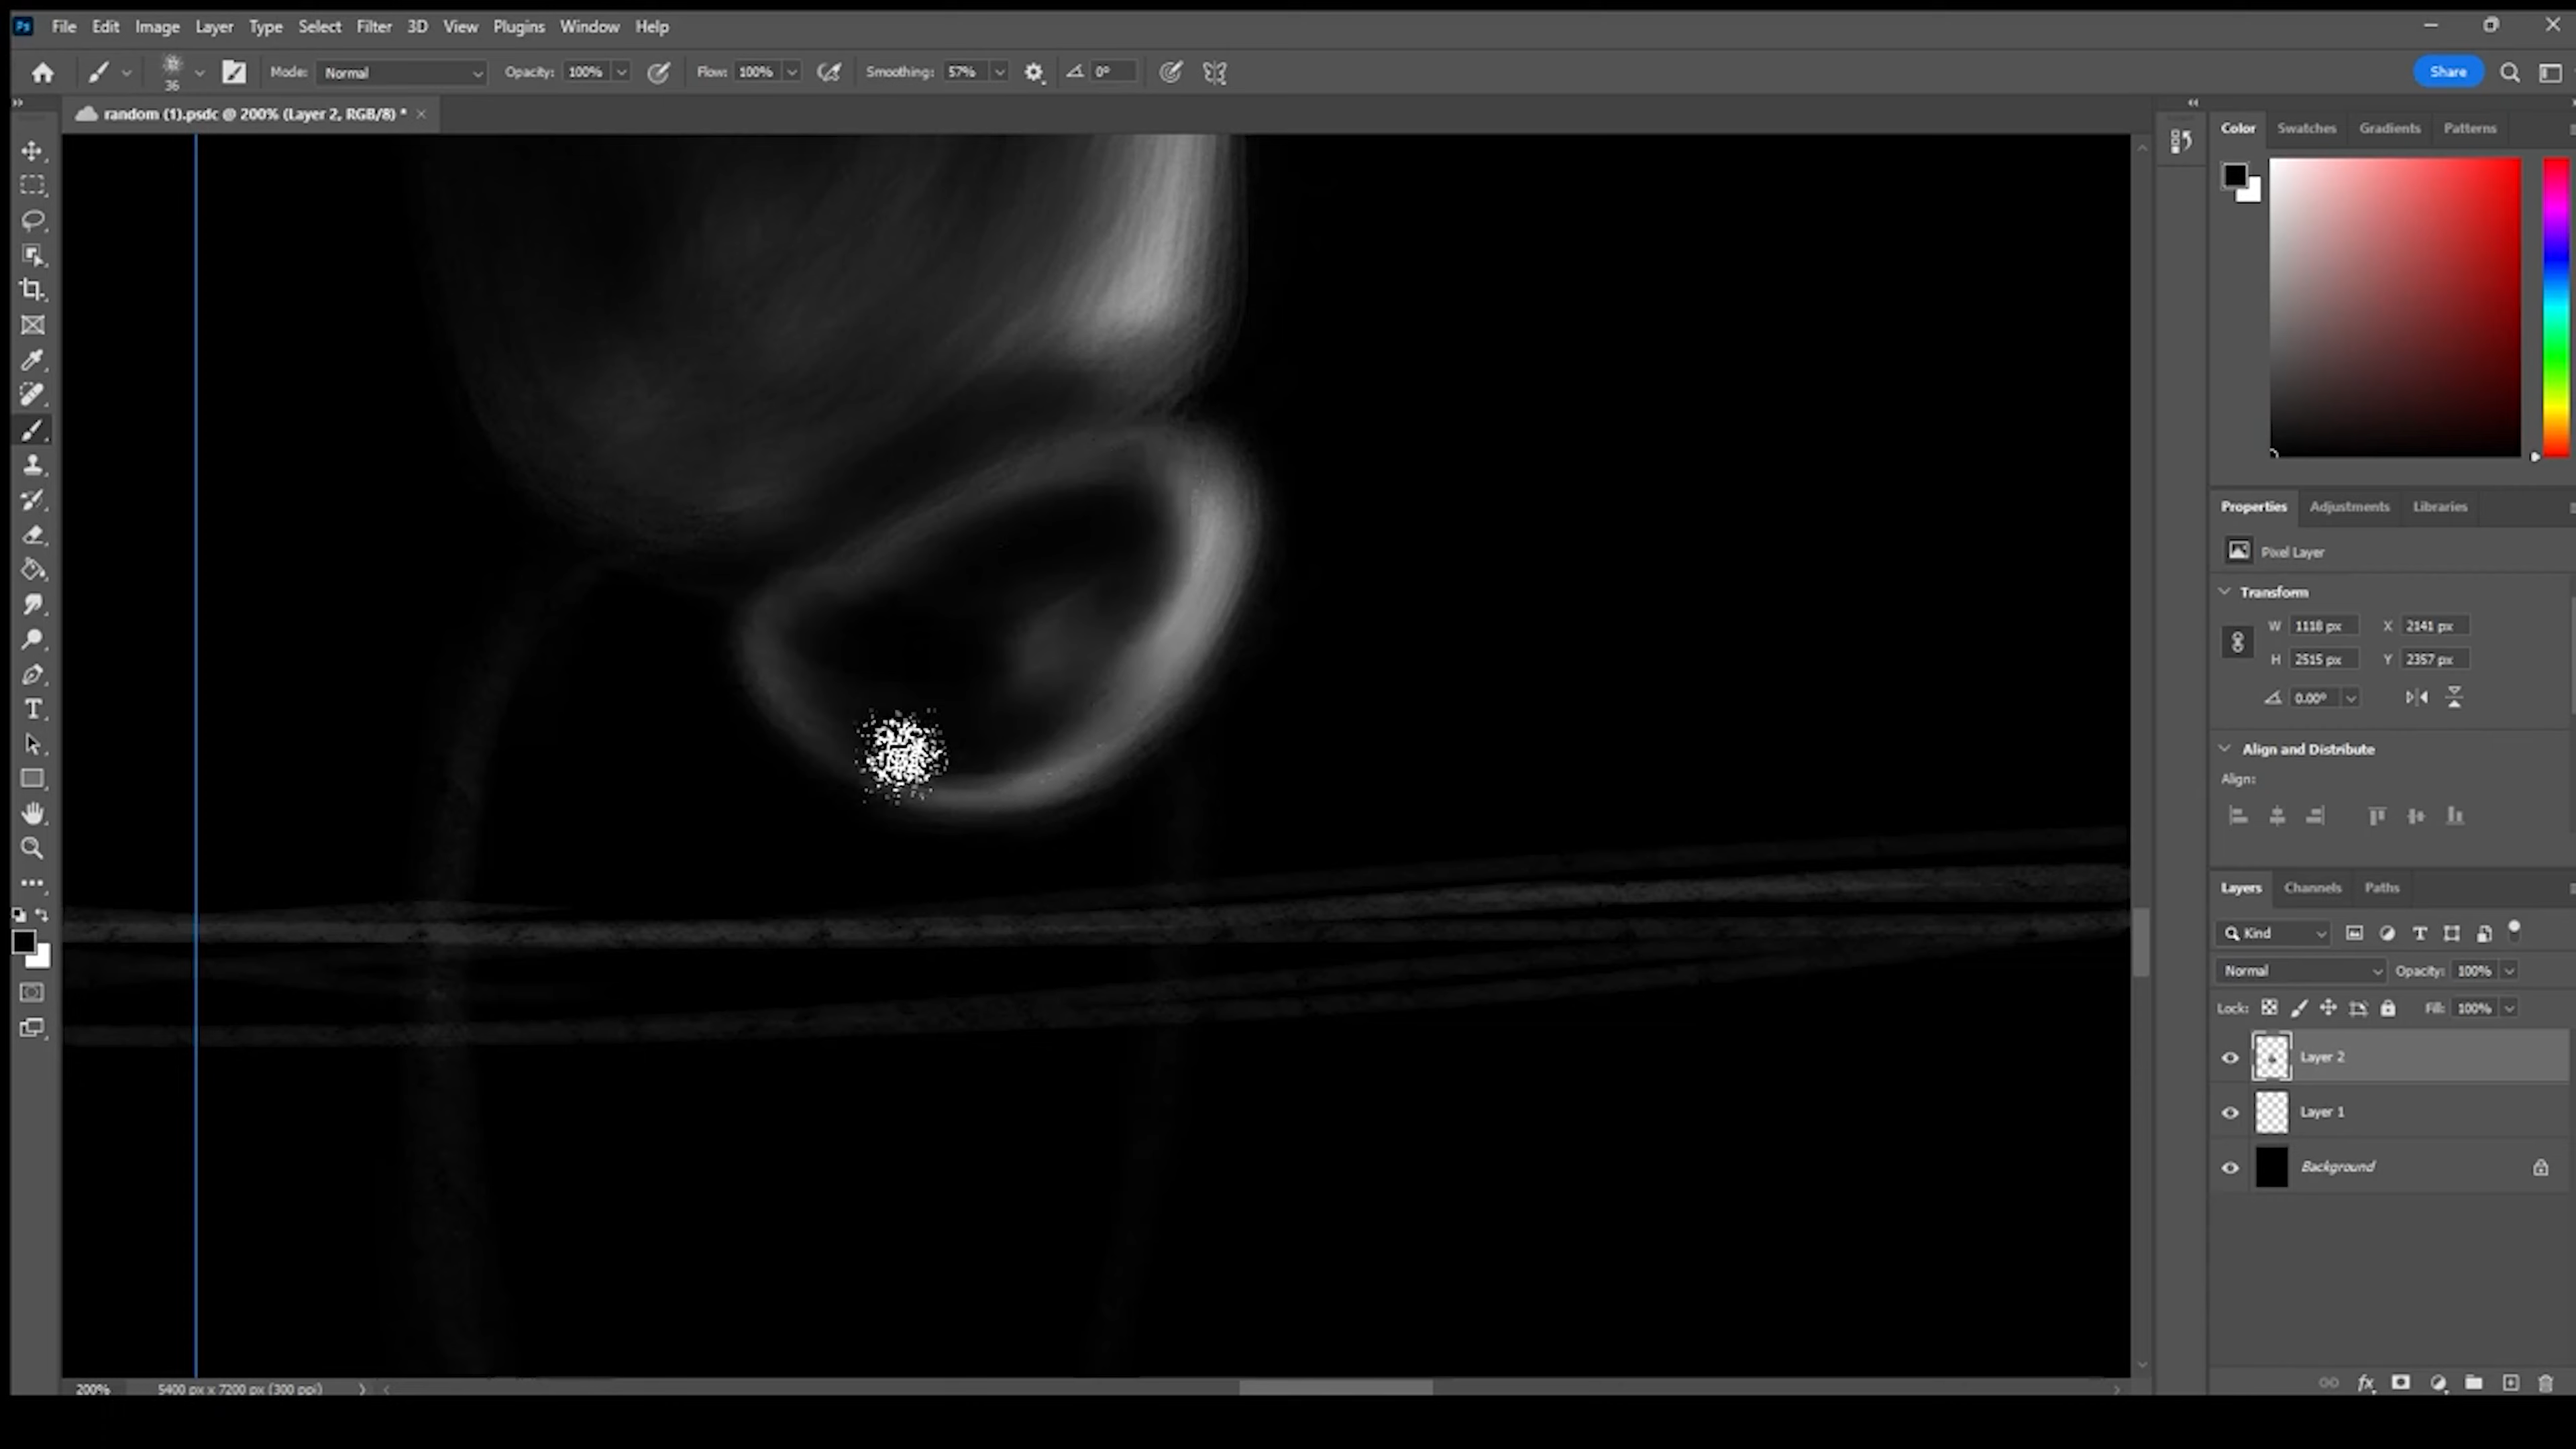 Ps File Edit Image Layer Type Select Filter 3D View Plugins Window Help
36 Mode: Normal Opacity: 100% Flow: 100% Smoothing: 57% 0° Share
random (1).psdc @ 200% (Layer 2, RGB/8) *
Color Swatches Gradients Patterns
Properties Adjustments Libraries
Pixel Layer
Transform
W 1118 px X 2141 px
H 2515 px Y 2357 px
0.00°
Align and Distribute
Align:
Layers Channels Paths
Kind
Normal Opacity: 100%
Lock: Fill: 100%
Layer 2
Layer 1
Background
fx
200% 5400 px x 7200 px (300 ppi)